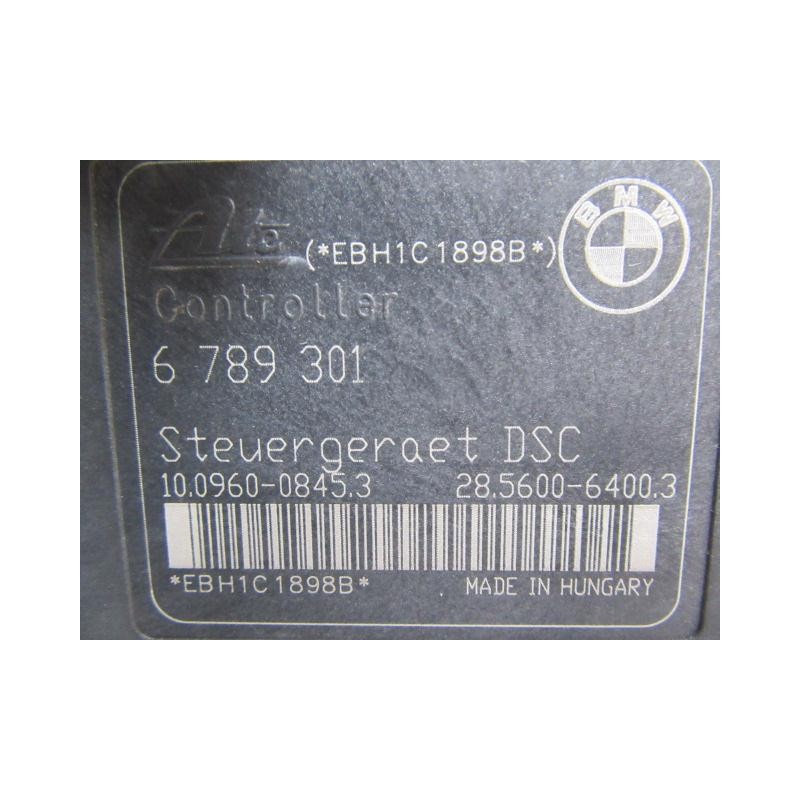 Ate (*EBH1C1898B*)
BMW
Controller
6 789 301
Steuergeraet DSC
10.0960-0845.3 28.5600-6400.3
*EBH1C1898B* MADE IN HUNGARY